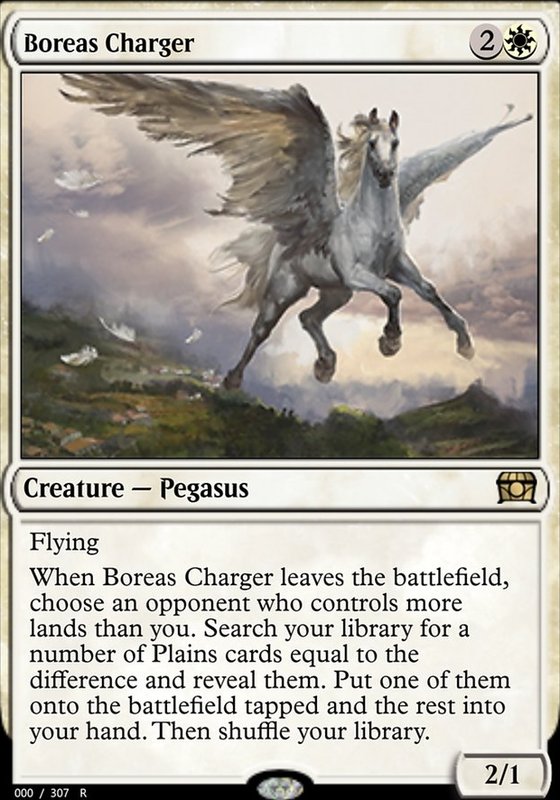 Boreas Charger 2
Creature — Pegasus
Flying
When Boreas Charger leaves the battlefield,
choose an opponent who controls more
lands than you. Search your library for a
number of Plains cards equal to the
difference and reveal them. Put one of them
onto the battlefield tapped and the rest into
your hand. Then shuffle your library.
2/1
000 / 307 R